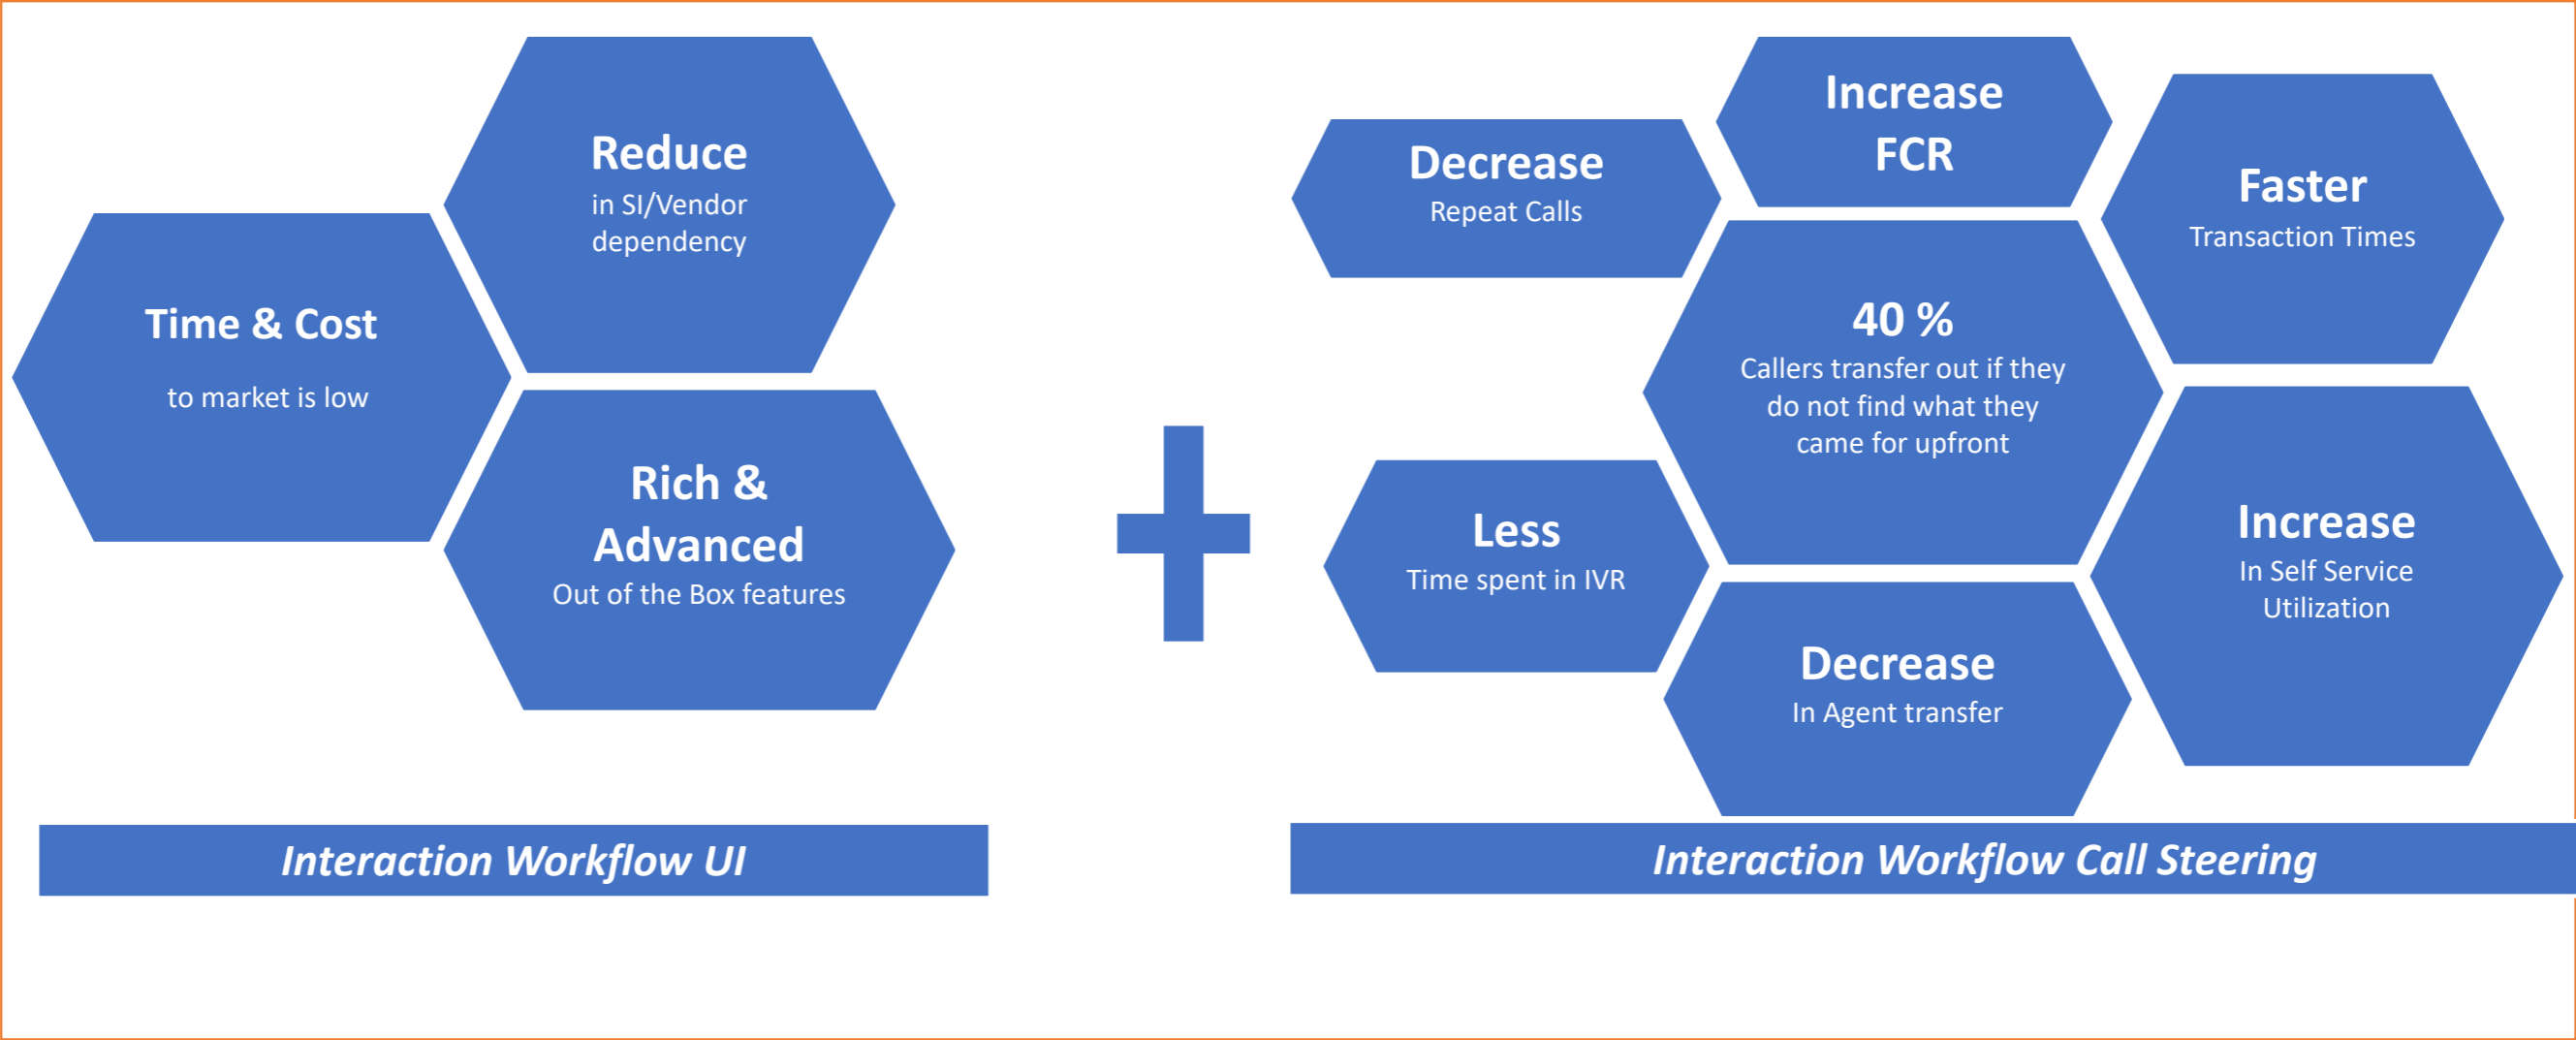 Reduce
in SI/Vendor
dependency
Time & Cost
to market is low
Rich &
Advanced
Out of the Box features
Interaction Workflow UI
Decrease
Repeat Calls
Increase
FCR
Faster
Transaction Times
40 %
Callers transfer out if they
do not find what they
came for upfront
Less
Time spent in IVR
Increase
In Self Service
Utilization
Decrease
In Agent transfer
Interaction Workflow Call Steering